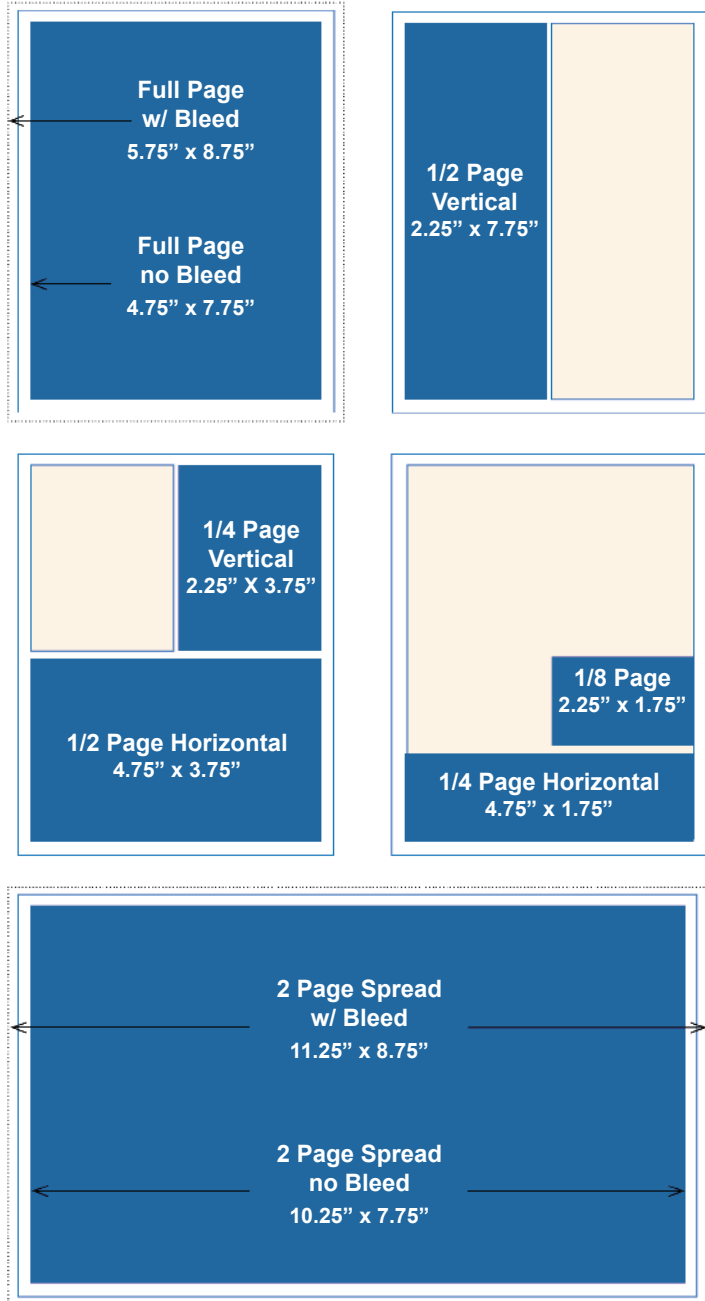 Full Page
w/ Bleed
5.75” x 8.75”
Full Page
no Bleed
4.75” x 7.75”
1/2 Page
Vertical
2.25” x 7.75”
1/4 Page
Vertical
2.25” X 3.75”
1/2 Page Horizontal
4.75” x 3.75”
1/8 Page
2.25” x 1.75”
1/4 Page Horizontal
4.75” x 1.75”
2 Page Spread
w/ Bleed
11.25” x 8.75”
2 Page Spread
no Bleed
10.25” x 7.75”